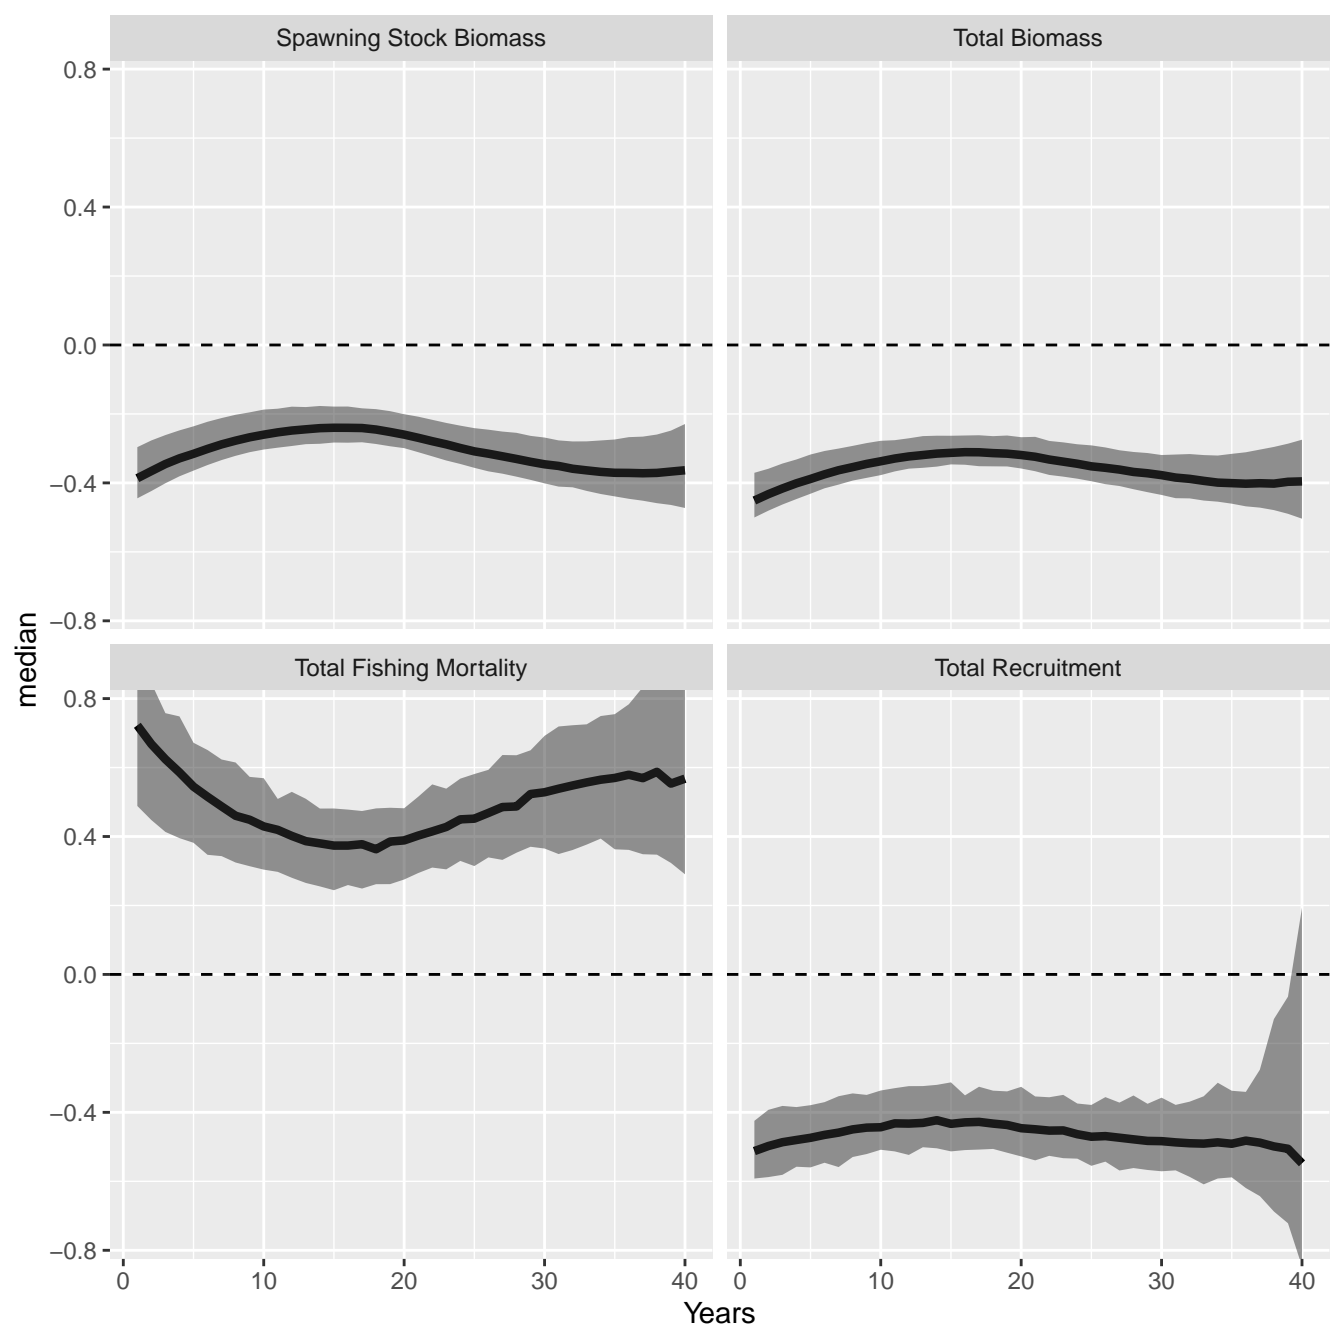 Spawning Stock Biomass
Total Biomass
0.8
0.4
0.0
−0.4
−0.8
Total Fishing Mortality
Total Recruitment
0.8
0.4
0.0
−0.4
−0.8
0 10 20 30 40
0 10 20 30 40
Years
median